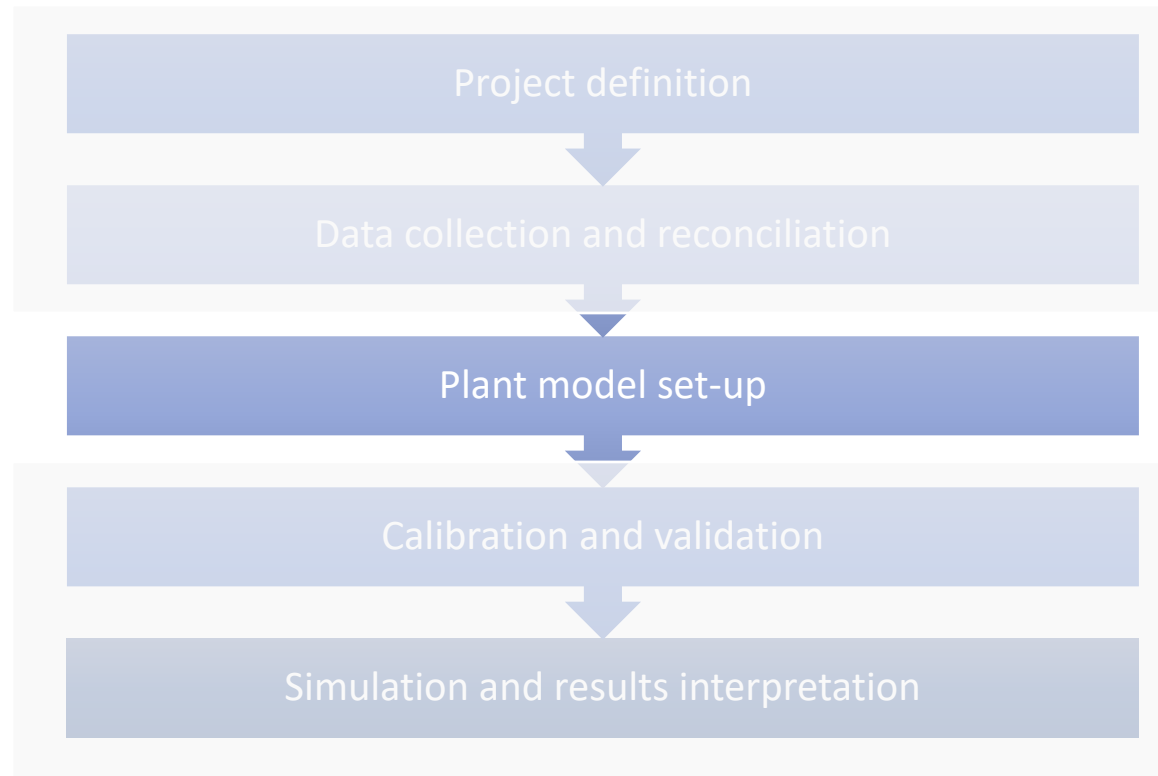 Project definition
Data collection and reconciliation
Plant model set-up
Calibration and validation
Simulation and results interpretation